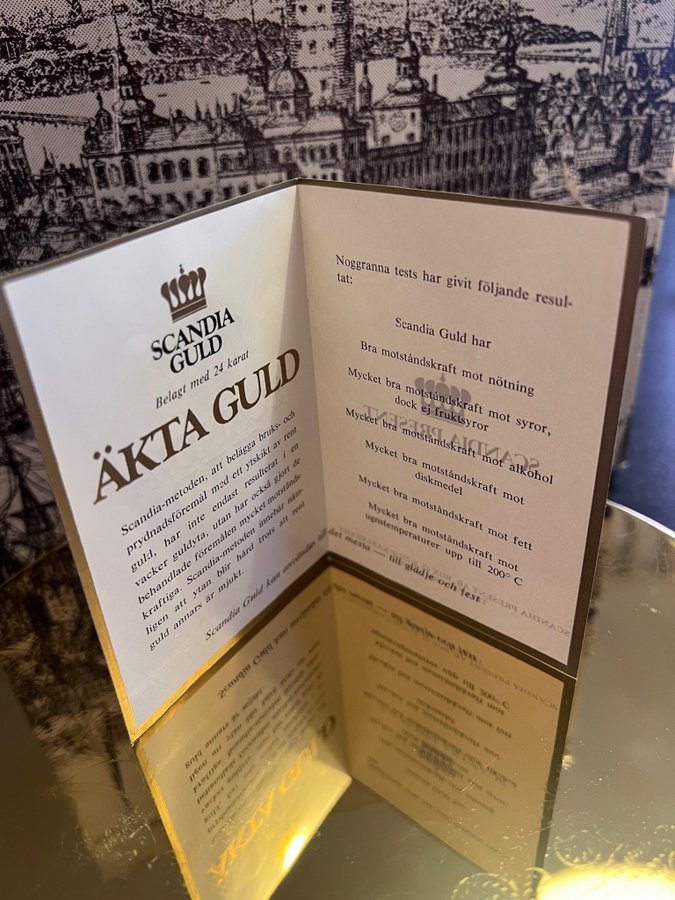 SCANDIA
GULD
Belagt med 24 karat
ÄKTA GULD
Scandia-metoden, att belägga bruks- och
prydnadsföremål med ett ytskikt av rent
guld, har inte endast resulterat i en
vacker guldyta, utan har också gjort de
behandlade föremålen mycket motstånds-
kraftiga. Scandia-metoden innebär näm-
ligen att ytan blir hård trots att rent
guld annars är mjukt.
Scandia Guld kan användas till det mesta — till glädje och fest
Noggranna tests har givit följande resul-
tat:
Scandia Guld har
Bra motståndskraft mot nötning
Mycket bra motståndskraft mot syror,
dock ej fruktsyror
Mycket bra motståndskraft mot alkohol
Mycket bra motståndskraft mot
diskmedel
Mycket bra motståndskraft mot fett
Mycket bra motståndskraft mot
ugnstemperaturer upp till 200° C
SCANDIA PRESENT